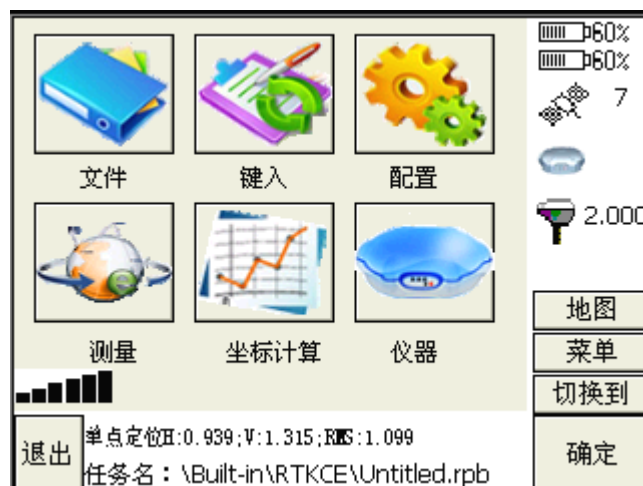 60%
60%
7
文件 键入 配置
2.000
测量 坐标计算 仪器
地图
菜单
切换到
退出
单点定位H:0.939;V:1.315;RMS:1.099
任务名：\Built-in\RTKCE\Untitled.rpb
确定